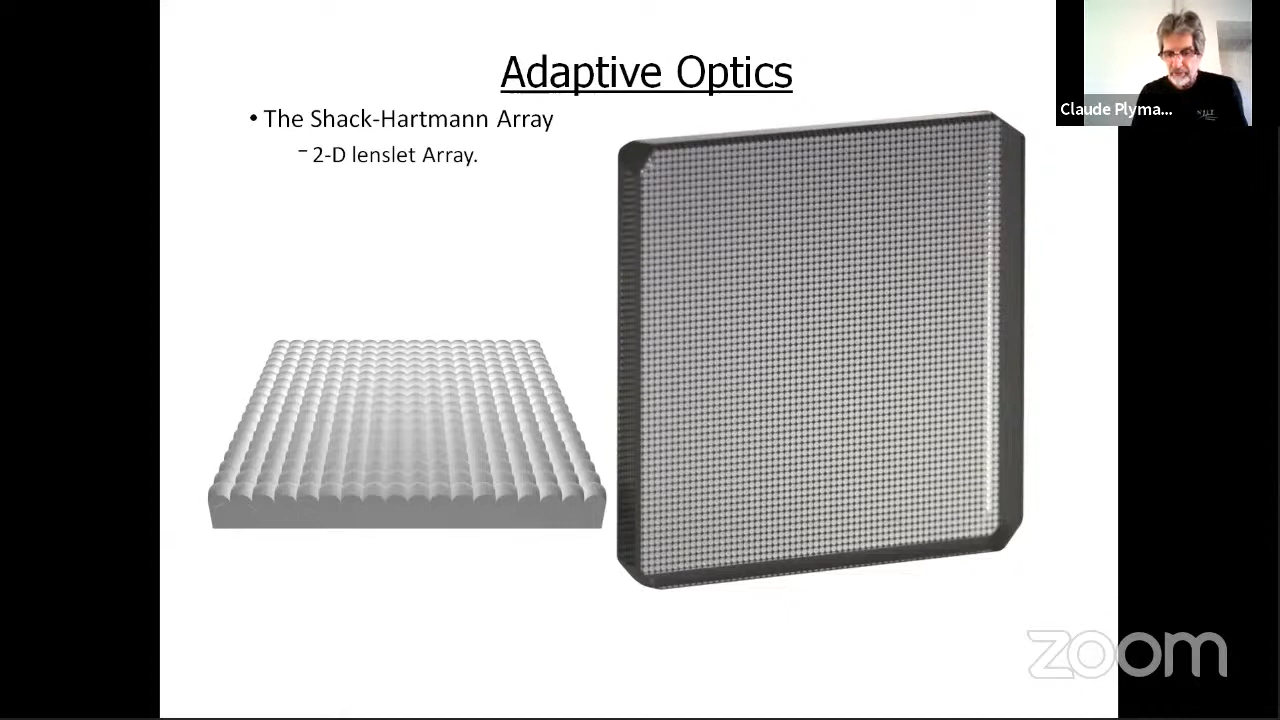 Adaptive Optics
• The Shack-Hartmann Array
– 2-D lenslet Array.
Claude Plyma...
zoom